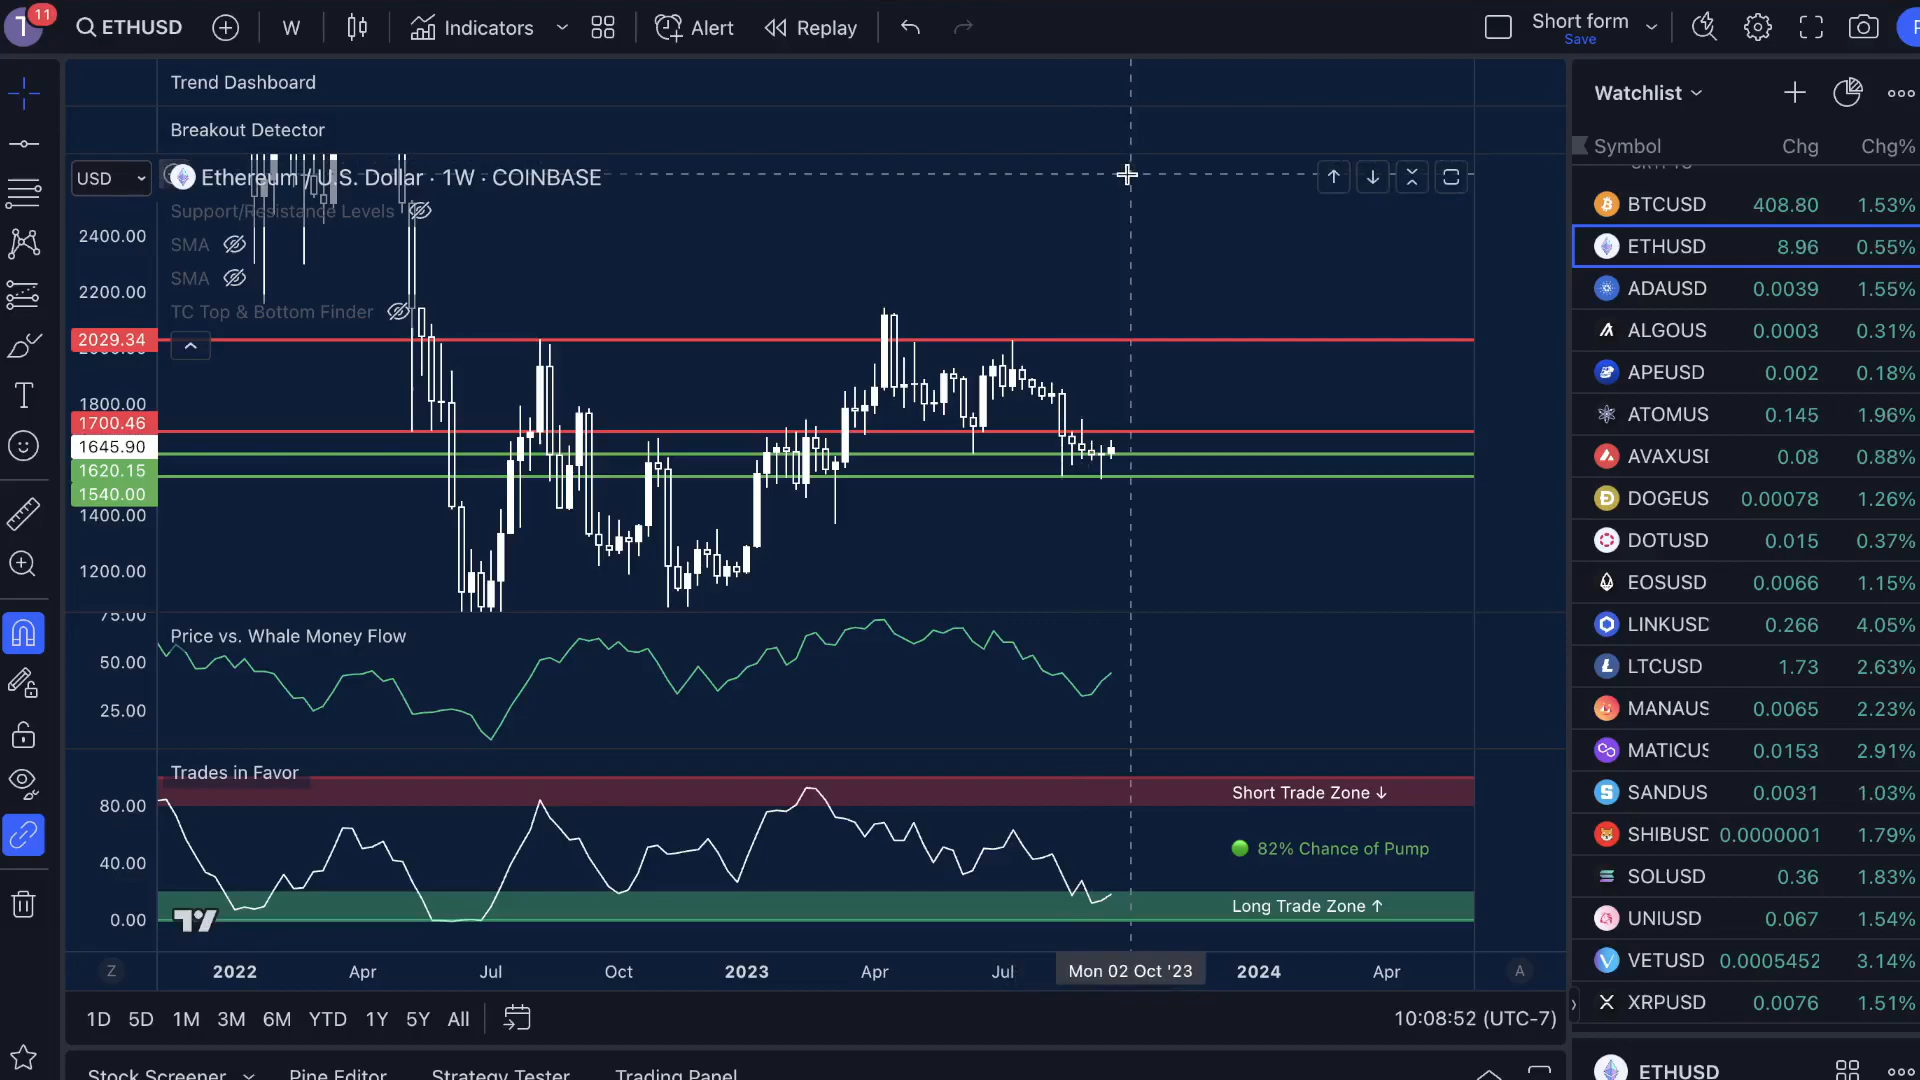 T 11 ETHUSD W Indicators Alert Replay Short form
Save
Trend Dashboard
Breakout Detector
USD Ethereum / U.S. Dollar · 1W · COINBASE
Support/Resistance Levels
SMA
SMA
TC Top & Bottom Finder
2400.00
2200.00
2029.34
1800.00
1700.46
1645.90
1620.15
1540.00
1400.00
1200.00
75.00
Price vs. Whale Money Flow
50.00
25.00
Trades in Favor
80.00
Short Trade Zone ↓
40.00
82% Chance of Pump
0.00
Long Trade Zone ↑
Z 2022 Apr Jul Oct 2023 Apr Jul Mon 02 Oct '23 2024 Apr A
1D 5D 1M 3M 6M YTD 1Y 5Y All 10:08:52 (UTC-7)
Stock Screener Pine Editor Strategy Tester Trading Panel
Watchlist
Symbol Chg Chg%
BTCUSD 408.80 1.53%
ETHUSD 8.96 0.55%
ADAUSD 0.0039 1.55%
ALGOUS 0.0003 0.31%
APEUSD 0.002 0.18%
ATOMUS 0.145 1.96%
AVAXUSI 0.08 0.88%
DOGEUS 0.00078 1.26%
DOTUSD 0.015 0.37%
EOSUSD 0.0066 1.15%
LINKUSD 0.266 4.05%
LTCUSD 1.73 2.63%
MANAUS 0.0065 2.23%
MATICUS 0.0153 2.91%
SANDUS 0.0031 1.03%
SHIBUSD 0.0000001 1.79%
SOLUSD 0.36 1.83%
UNIUSD 0.067 1.54%
VETUSD 0.0005452 3.14%
XRPUSD 0.0076 1.51%
ETHUSD